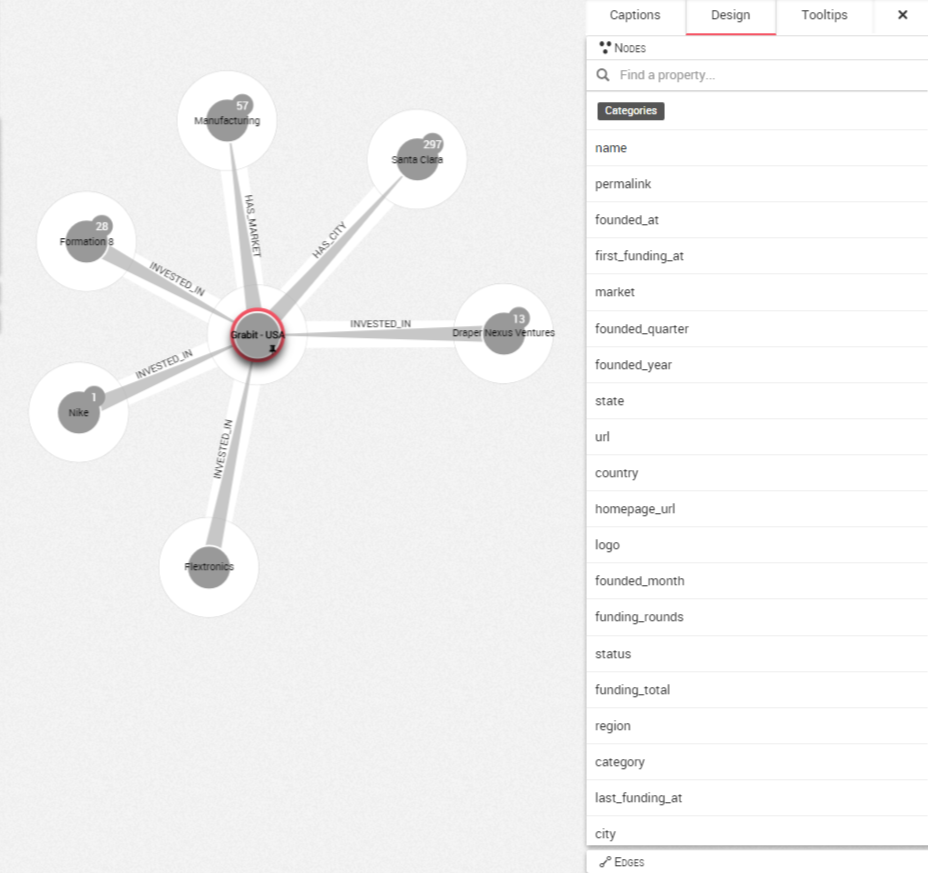 Captions
Design
Tooltips
NODES
Find a property...
Categories
name
permalink
founded_at
first_funding_at
market
founded_quarter
founded_year
state
url
country
homepage_url
logo
founded_month
funding_rounds
status
funding_total
region
category
last_funding_at
city
EDGES
57
Manufacturing
297
Santa Clara
28
Formation 8
HAS_MARKET
HAS_CITY
INVESTED_IN
Grabit - USA
INVESTED_IN
13
Draper Nexus Ventures
INVESTED_IN
1
Nike
INVESTED_IN
Flextronics